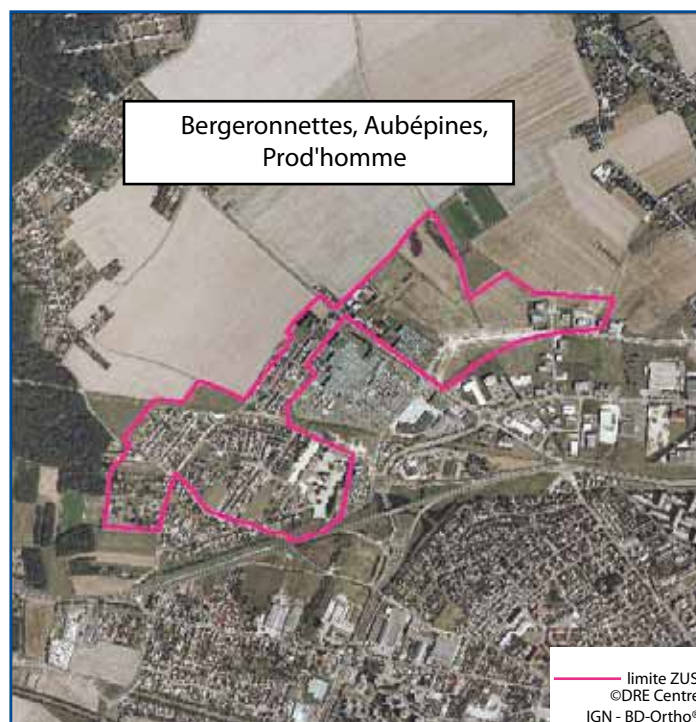 Bergeronnettes, Aubépines,
Prod'homme
limite ZUS
©DRE Centre
IGN - BD-Ortho®